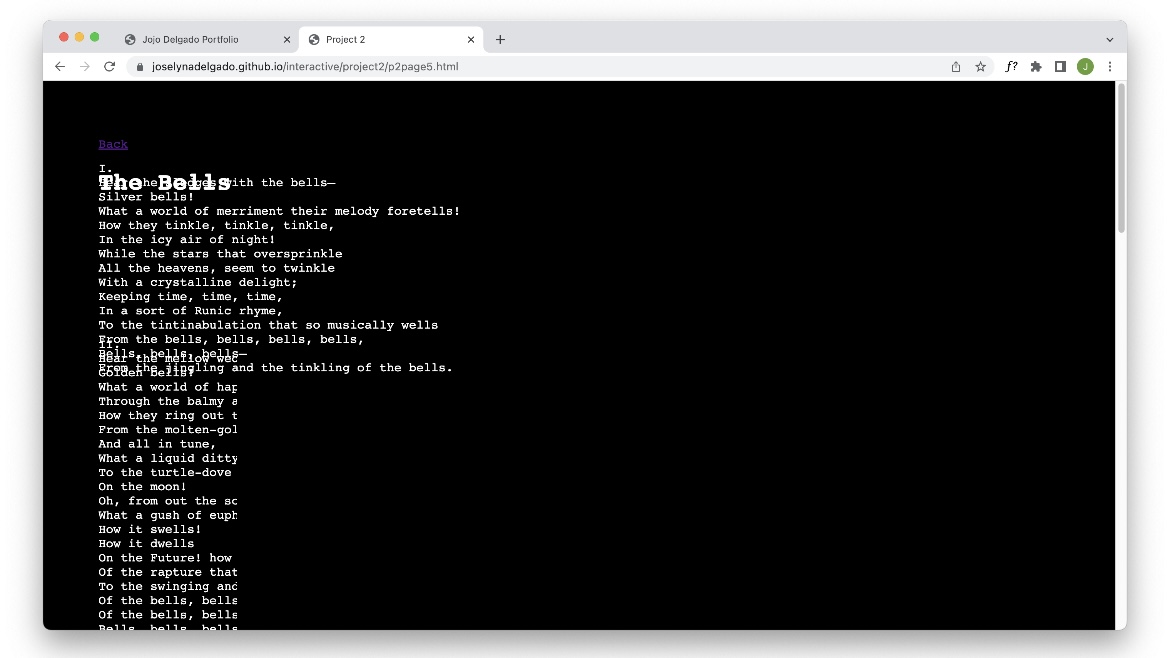 Jojo Delgado Portfolio
Project 2
joselynadelgado.github.io/interactive/project2/p2page5.html
f?
J
Back
I.
The Bells
Hear the sledges with the bells—
Silver bells!
What a world of merriment their melody foretells!
How they tinkle, tinkle, tinkle,
In the icy air of night!
While the stars that oversprinkle
All the heavens, seem to twinkle
With a crystalline delight;
Keeping time, time, time,
In a sort of Runic rhyme,
To the tintinabulation that so musically wells
From the bells, bells, bells, bells,
II.
Bells, bells, bells—
Hear the mellow wed
From the jingling and the tinkling of the bells.
Golden bells!
What a world of hap
Through the balmy a
How they ring out t
From the molten-gol
And all in tune,
What a liquid ditty
To the turtle-dove
On the moon!
Oh, from out the so
What a gush of euph
How it swells!
How it dwells
On the Future! how
Of the rapture that
To the swinging and
Of the bells, bells
Of the bells, bells
Bells, bells, bells